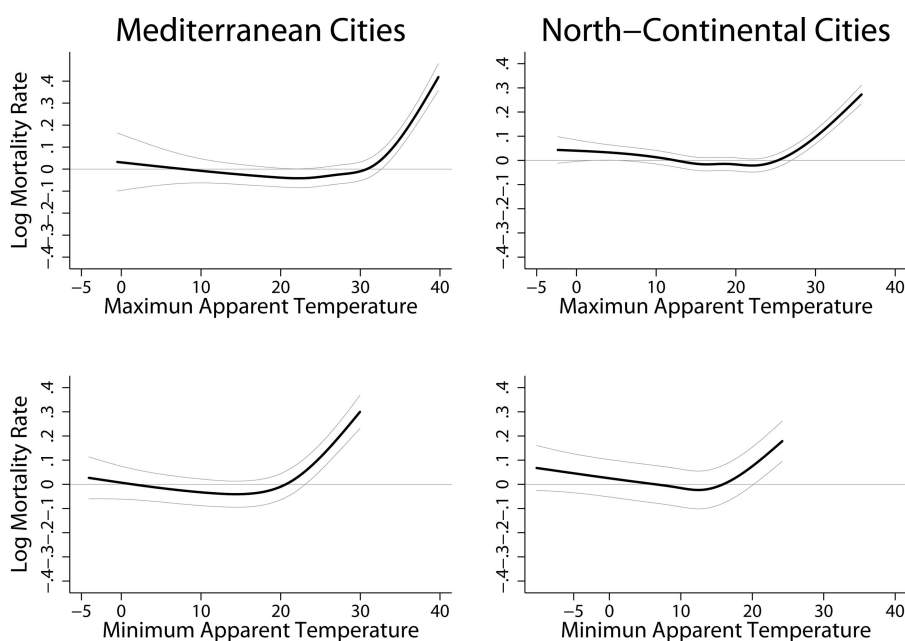 Mediterranean Cities
North−Continental Cities
Log Mortality Rate
−.4−.3−.2−.1 0 .1 .2 .3 .4
−5 0 10 20 30 40
Maximun Apparent Temperature
−.4−.3−.2−.1 0 .1 .2 .3 .4
−5 0 10 20 30 40
Maximun Apparent Temperature
Log Mortality Rate
−.4−.3−.2−.1 0 .1 .2 .3 .4
−5 0 10 20 30 40
Minimum Apparent Temperature
−.4−.3−.2−.1 0 .1 .2 .3 .4
−5 0 10 20 30 40
Minimun Apparent Temperature